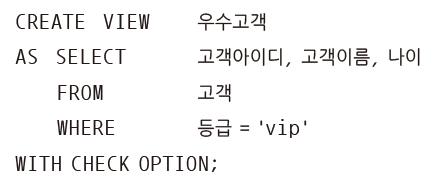 CREATE VIEW 우수고객
AS SELECT 고객아이디, 고객이름, 나이
FROM 고객
WHERE 등급 = 'vip'
WITH CHECK OPTION;